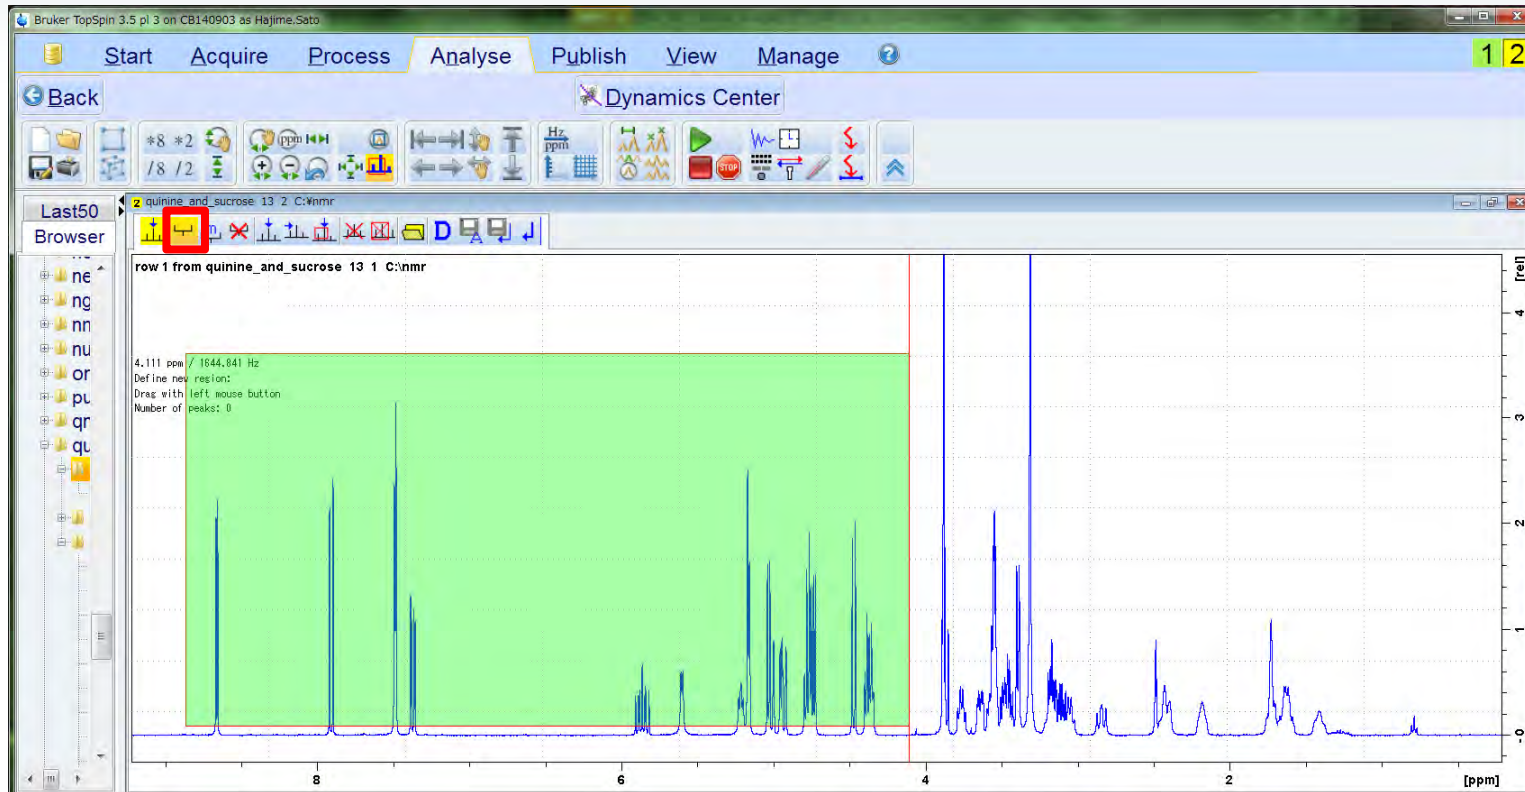 Bruker TopSpin 3.5 pl 3 on CB140903 as Hajime.Sato
Start Acquire Process Analyse Publish View Manage ? 1 2
Back Dynamics Center
*8 *2 ppm Hz ppm
/8 /2 STOP
Last50
Browser
2 quinine_and_sucrose 13 2 C:¥nmr
D
row 1 from quinine_and_sucrose 13 1 C:\nmr
4.111 ppm / 1644.841 Hz
Define new region:
Drag with left mouse button
Number of peaks: 0
ne
ng
nn
nu
or
pu
qr
qu
[rel]
4
3
2
1
0
8 6 4 2 [ppm]